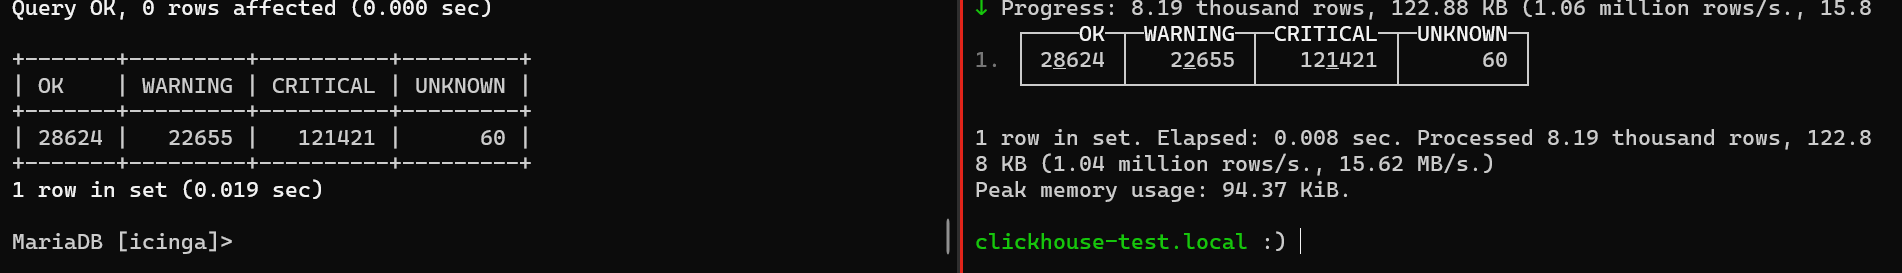 Query OK, 0 rows affected (0.000 sec)
+-------+---------+----------+---------+
| OK    | WARNING | CRITICAL | UNKNOWN |
+-------+---------+----------+---------+
| 28624 |   22655 |   121421 |      60 |
+-------+---------+----------+---------+
1 row in set (0.019 sec)
MariaDB [icinga]>
↓ Progress: 8.19 thousand rows, 122.88 KB (1.06 million rows/s., 15.8
┌────OK─┬─WARNING─┬─CRITICAL─┬─UNKNOWN─┐
1. │ 28624 │   22655 │   121421 │      60 │
└───────┴─────────┴──────────┴─────────┘
1 row in set. Elapsed: 0.008 sec. Processed 8.19 thousand rows, 122.8
8 KB (1.04 million rows/s., 15.62 MB/s.)
Peak memory usage: 94.37 KiB.
clickhouse-test.local :)